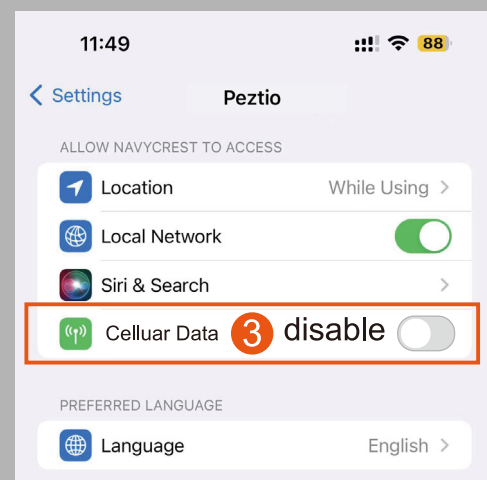 11:49 88
Settings Peztio
ALLOW NAVYCREST TO ACCESS
Location While Using
Local Network
Siri & Search
Celluar Data 3 disable
PREFERRED LANGUAGE
Language English